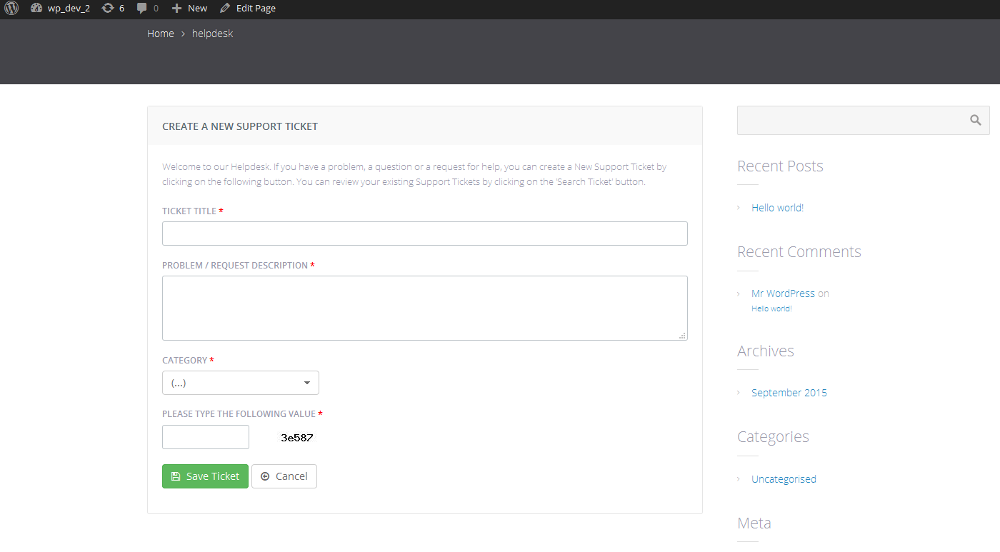 wp_dev_2 6 0 New Edit Page
Home › helpdesk
CREATE A NEW SUPPORT TICKET
Welcome to our Helpdesk. If you have a problem, a question or a request for help, you can create a New Support Ticket by
clicking on the following button. You can review your existing Support Tickets by clicking on the 'Search Ticket' button.
TICKET TITLE *
PROBLEM / REQUEST DESCRIPTION *
CATEGORY *
(...)
PLEASE TYPE THE FOLLOWING VALUE *
3e587
Save Ticket Cancel
Recent Posts
Hello world!
Recent Comments
Mr WordPress on
Hello world!
Archives
September 2015
Categories
Uncategorised
Meta